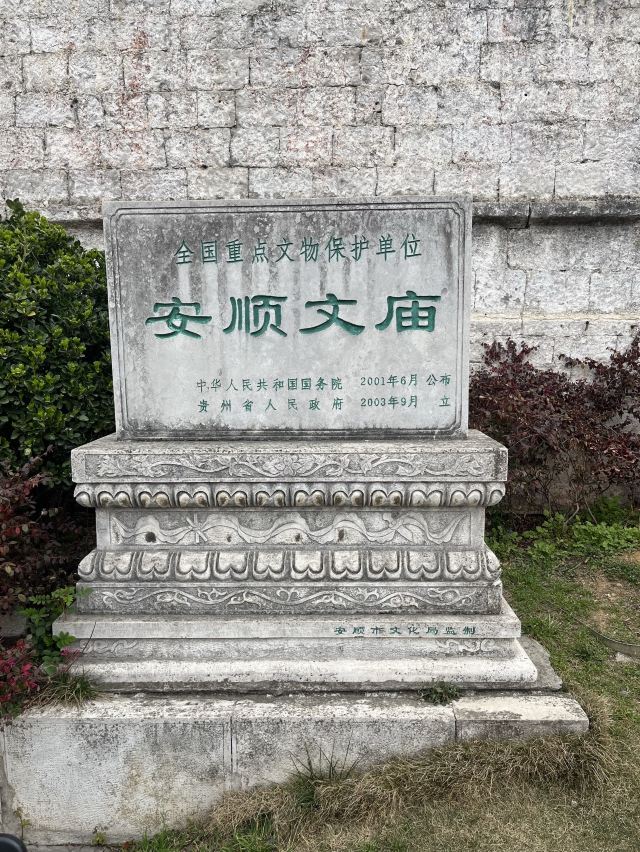 全国重点文物保护单位
安顺文庙
中华人民共和国国务院 2001年6月 公布
贵州省人民政府 2003年9月 立
安顺市文化局监制